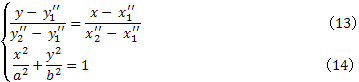 { (y − y₁″)/(y₂″ − y₁″) = (x − x₁″)/(x₂″ − x₁″) (13)
x²/a² + y²/b² = 1 (14)